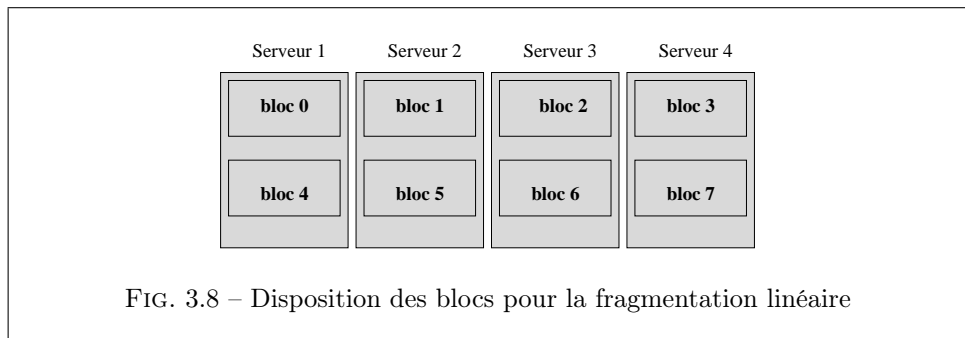 Serveur 1 Serveur 2 Serveur 3 Serveur 4
bloc 0 bloc 1 bloc 2 bloc 3
bloc 4 bloc 5 bloc 6 bloc 7
FIG. 3.8 – Disposition des blocs pour la fragmentation linéaire